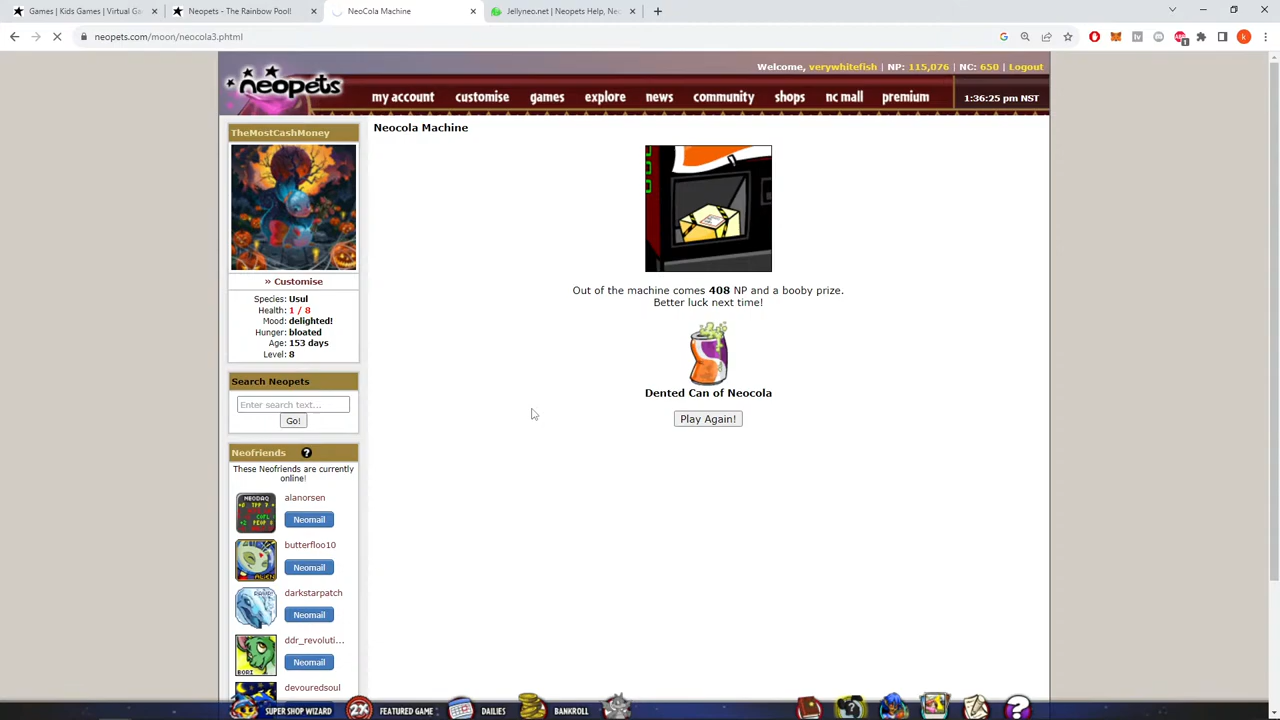 Games | Kids Games | Virtual Ga
Neopets - The Rainbow Pool!
NeoCola Machine
Jellyneo.net | Neopets Help, Neo
neopets.com/moon/neocola3.phtml
Welcome, verywhitefish | NP: 115,076 | NC: 650 | Logout
neopets
my account
customise
games
explore
news
community
shops
nc mall
premium
1:36:25 pm NST
TheMostCashMoney
» Customise
Species: Usul
Health: 1 / 8
Mood: delighted!
Hunger: bloated
Age: 153 days
Level: 8
Search Neopets
Enter search text...
Go!
Neofriends ?
These Neofriends are currently
online!
alanorsen
Neomail
butterfloo10
Neomail
darkstarpatch
Neomail
ddr_revoluti...
Neomail
devouredsoul
Neocola Machine
Out of the machine comes 408 NP and a booby prize.
Better luck next time!
Dented Can of Neocola
Play Again!
SUPER SHOP WIZARD
2X
FEATURED GAME
DAILIES
BANKROLL